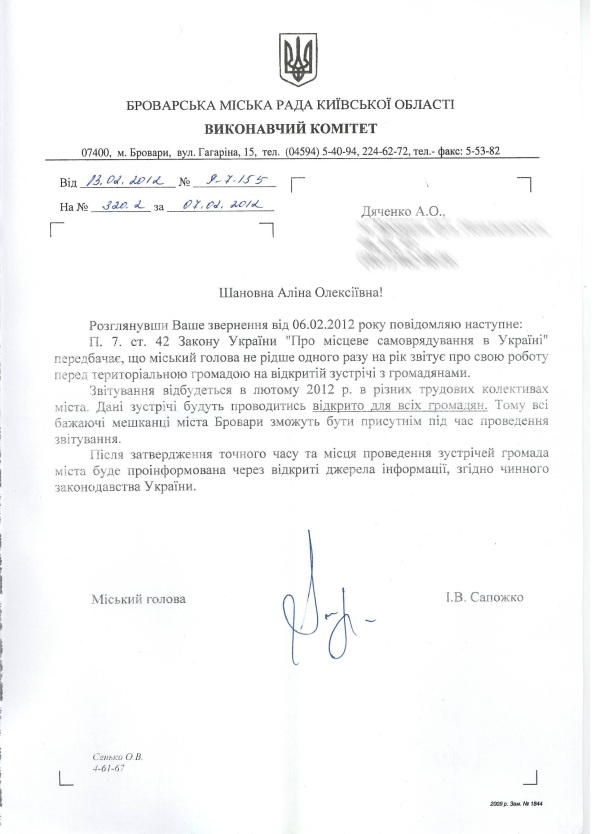 БРОВАРСЬКА МІСЬКА РАДА КИЇВСЬКОЇ ОБЛАСТІ
ВИКОНАВЧИЙ КОМІТЕТ
07400, м. Бровари, вул. Гагаріна, 15, тел. (04594) 5-40-94, 224-62-72, тел.- факс: 5-53-82
Від 13.02.2012 № 9-7.155
На № 320.2 за 07.02.2012
Дяченко А.О.,
Шановна Аліна Олексіївна!
Розглянувши Ваше звернення від 06.02.2012 року повідомляю наступне:
П. 7. ст. 42 Закону України "Про місцеве самоврядування в Україні"
передбачає, що міський голова не рідше одного разу на рік звітує про свою роботу
перед територіальною громадою на відкритій зустрічі з громадянами.
Звітування відбудеться в лютому 2012 р. в різних трудових колективах
міста. Дані зустрічі будуть проводитись відкрито для всіх громадян. Тому всі
бажаючі мешканці міста Бровари зможуть бути присутнім під час проведення
звітування.
Після затвердження точного часу та місця проведення зустрічей громада
міста буде проінформована через відкриті джерела інформації, згідно чинного
законодавства України.
Міський голова
І.В. Сапожко
Сенько О.В.
4-61-67
2009 р. Зам. № 1844